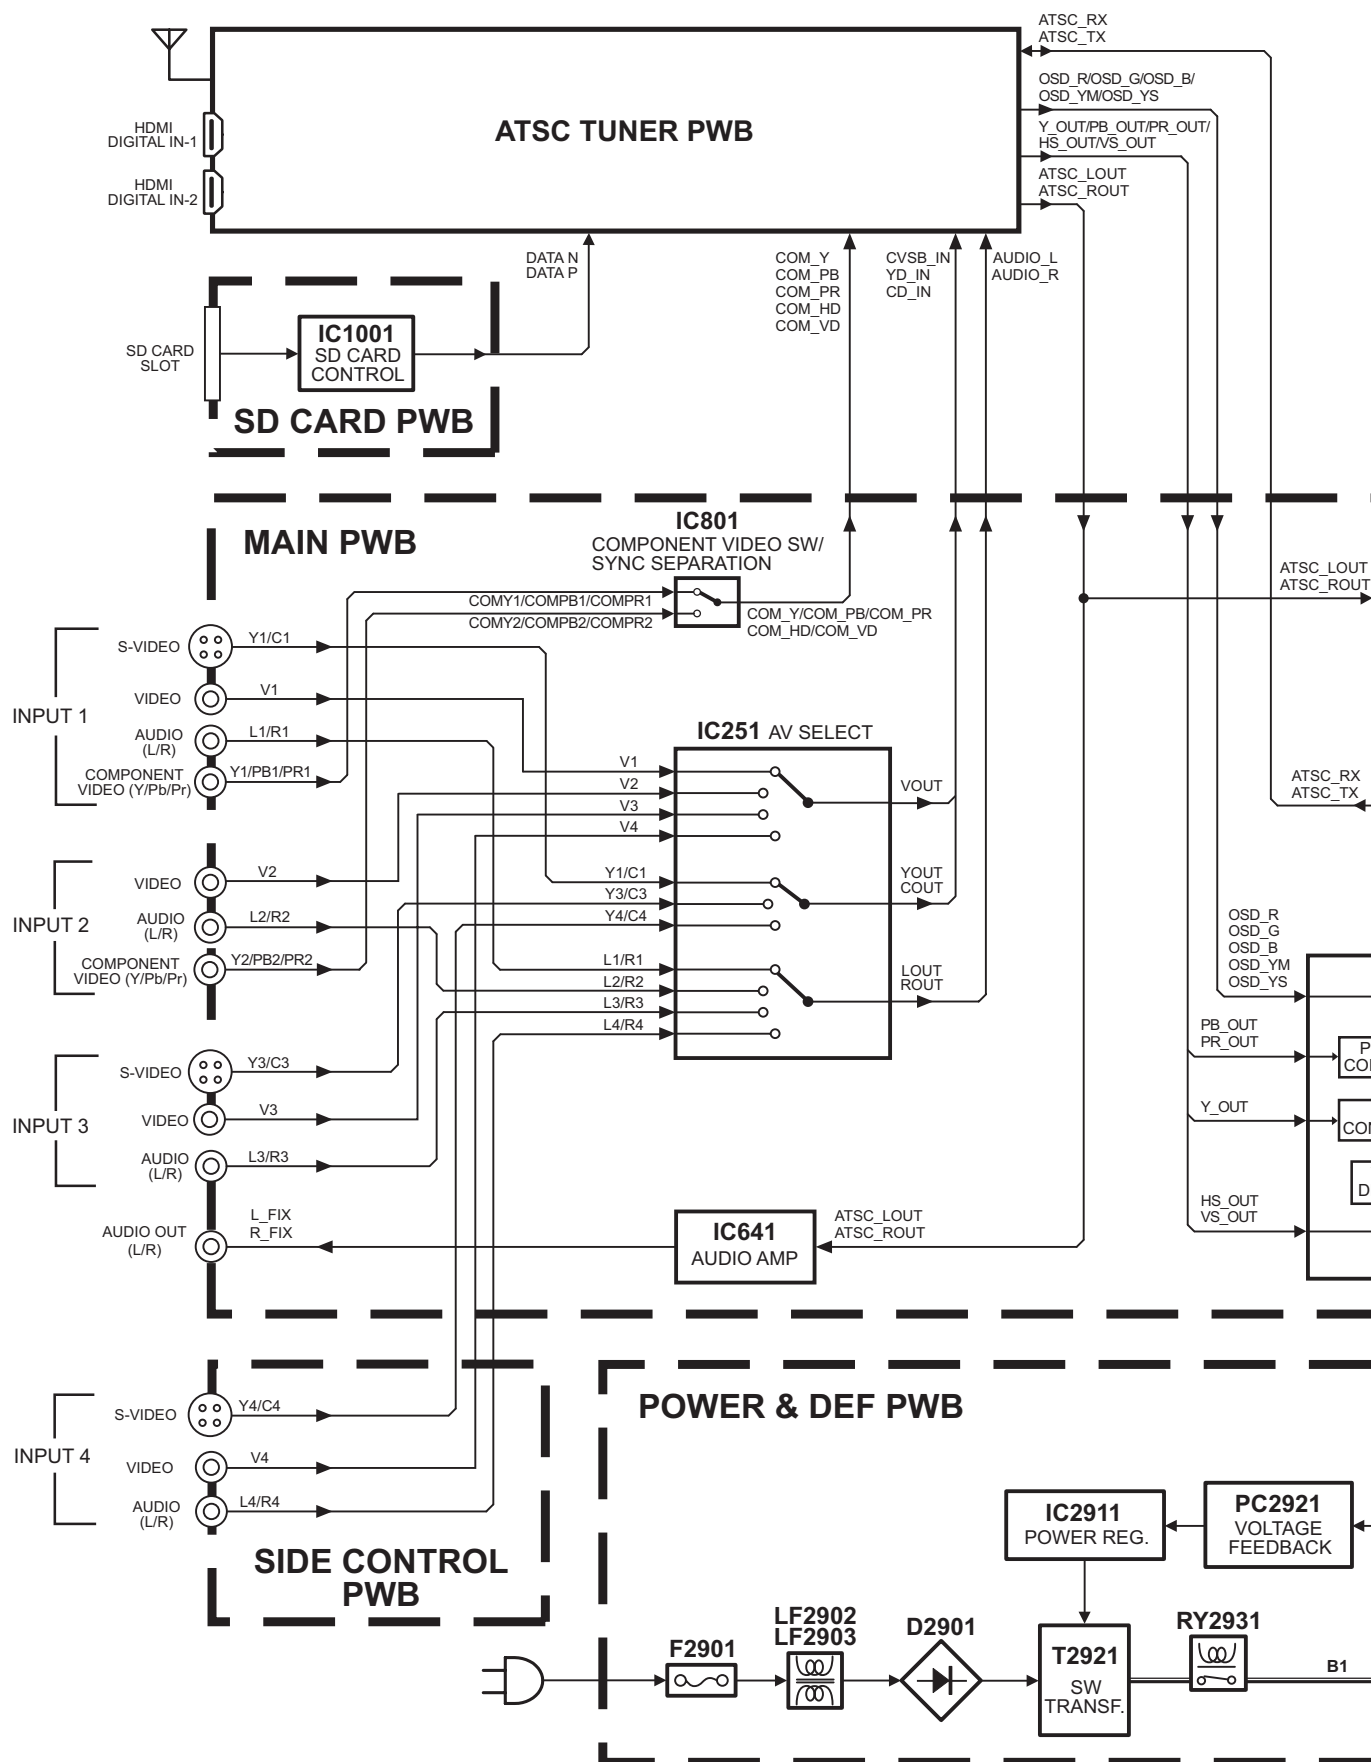 ATSC_RX
ATSC_TX
OSD_R/OSD_G/OSD_B/
OSD_YM/OSD_YS
HDMI
DIGITAL IN-1
ATSC TUNER PWB
Y_OUT/PB_OUT/PR_OUT/
HS_OUT/VS_OUT
HDMI
DIGITAL IN-2
ATSC_LOUT
ATSC_ROUT
DATA N
DATA P
COM_Y
COM_PB
COM_PR
COM_HD
COM_VD
CVSB_IN
YD_IN
CD_IN
AUDIO_L
AUDIO_R
SD CARD
SLOT
IC1001
SD CARD
CONTROL
SD CARD PWB
MAIN PWB
IC801
COMPONENT VIDEO SW/
SYNC SEPARATION
COMY1/COMPB1/COMPR1
COMY2/COMPB2/COMPR2
COM_Y/COM_PB/COM_PR
COM_HD/COM_VD
ATSC_LOUT
ATSC_ROUT
INPUT 1
S-VIDEO
Y1/C1
VIDEO
V1
AUDIO
(L/R)
L1/R1
COMPONENT
VIDEO (Y/Pb/Pr)
Y1/PB1/PR1
IC251 AV SELECT
V1
V2
V3
V4
VOUT
Y1/C1
Y3/C3
Y4/C4
YOUT
COUT
L1/R1
L2/R2
L3/R3
L4/R4
LOUT
ROUT
ATSC_RX
ATSC_TX
INPUT 2
VIDEO
V2
AUDIO
(L/R)
L2/R2
COMPONENT
VIDEO (Y/Pb/Pr)
Y2/PB2/PR2
OSD_R
OSD_G
OSD_B
OSD_YM
OSD_YS
PB_OUT
PR_OUT
P
CO
Y_OUT
CO
D
HS_OUT
VS_OUT
INPUT 3
S-VIDEO
Y3/C3
VIDEO
V3
AUDIO
(L/R)
L3/R3
AUDIO OUT
(L/R)
L_FIX
R_FIX
IC641
AUDIO AMP
ATSC_LOUT
ATSC_ROUT
INPUT 4
S-VIDEO
Y4/C4
VIDEO
V4
AUDIO
(L/R)
L4/R4
SIDE CONTROL
PWB
POWER & DEF PWB
IC2911
POWER REG.
PC2921
VOLTAGE
FEEDBACK
F2901
LF2902
LF2903
D2901
T2921
SW
TRANSF.
RY2931
B1